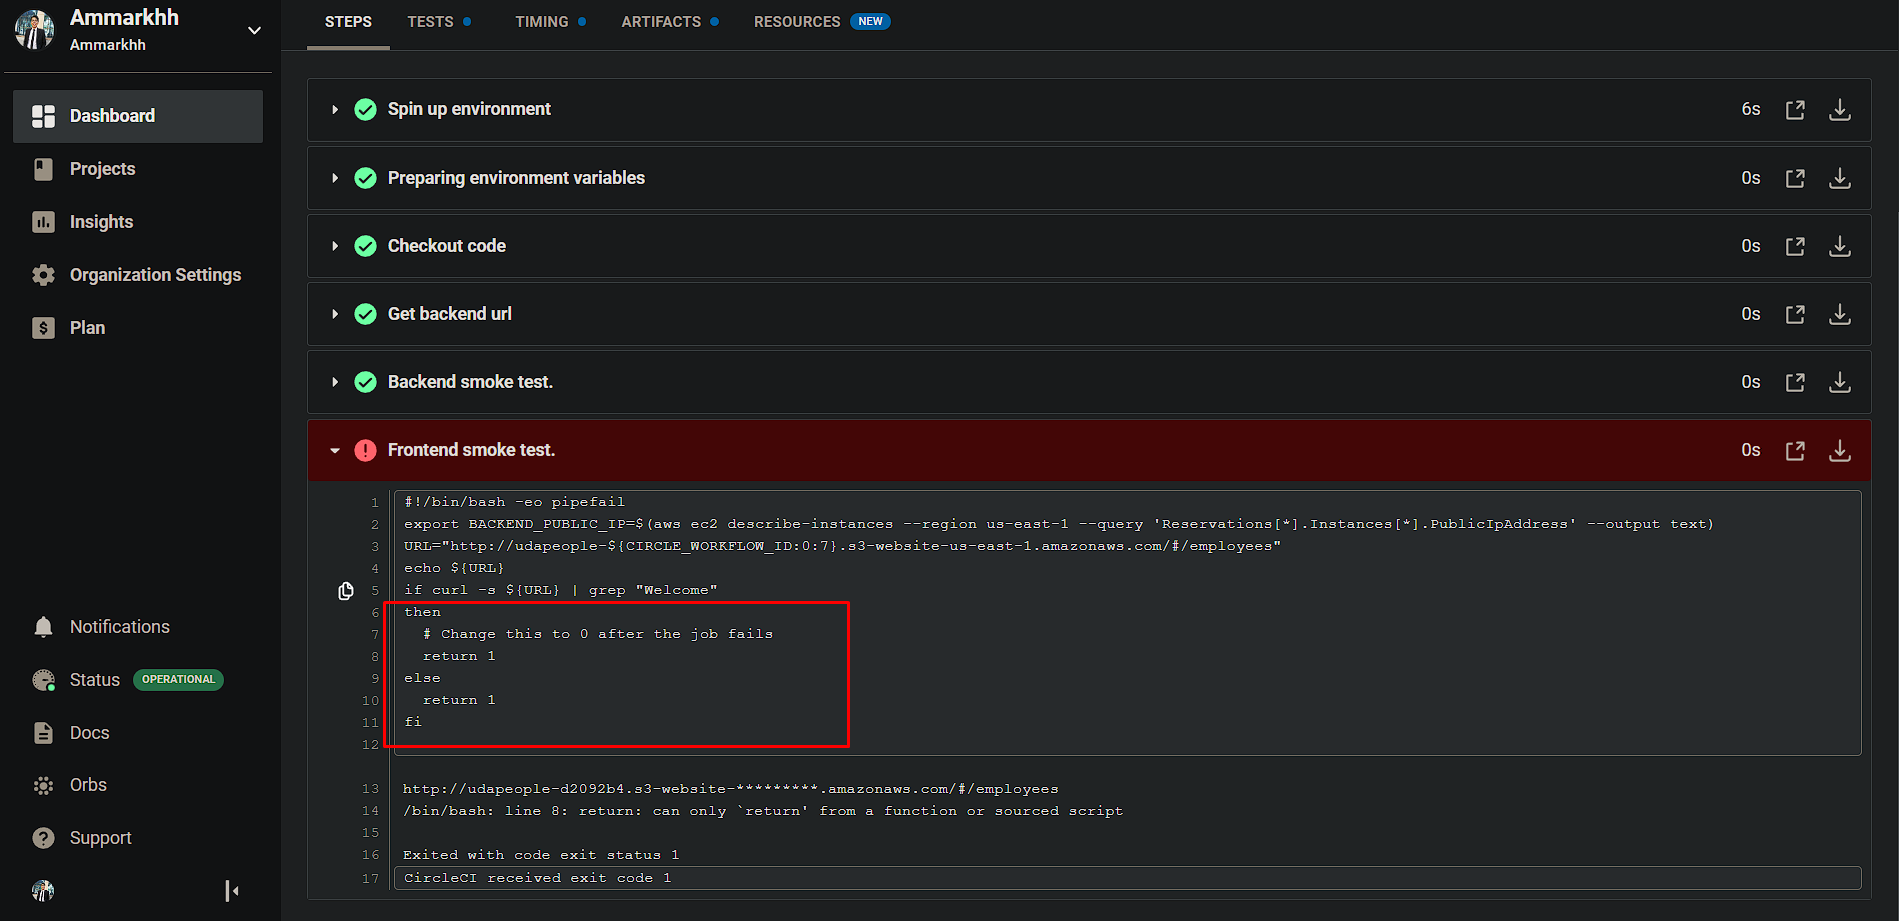 Ammarkhh
Ammarkhh
Dashboard
Projects
Insights
Organization Settings
Plan
Notifications
Status OPERATIONAL
Docs
Orbs
Support
STEPS TESTS TIMING ARTIFACTS RESOURCES NEW
Spin up environment 6s
Preparing environment variables 0s
Checkout code 0s
Get backend url 0s
Backend smoke test. 0s
Frontend smoke test. 0s
1 #!/bin/bash -eo pipefail
2 export BACKEND_PUBLIC_IP=$(aws ec2 describe-instances --region us-east-1 --query 'Reservations[*].Instances[*].PublicIpAddress' --output text)
3 URL="http://udapeople-${CIRCLE_WORKFLOW_ID:0:7}.s3-website-us-east-1.amazonaws.com/#/employees"
4 echo ${URL}
5 if curl -s ${URL} | grep "Welcome"
6 then
7 # Change this to 0 after the job fails
8 return 1
9 else
10 return 1
11 fi
12
13 http://udapeople-d2092b4.s3-website-*********.amazonaws.com/#/employees
14 /bin/bash: line 8: return: can only `return' from a function or sourced script
15
16 Exited with code exit status 1
17 CircleCI received exit code 1